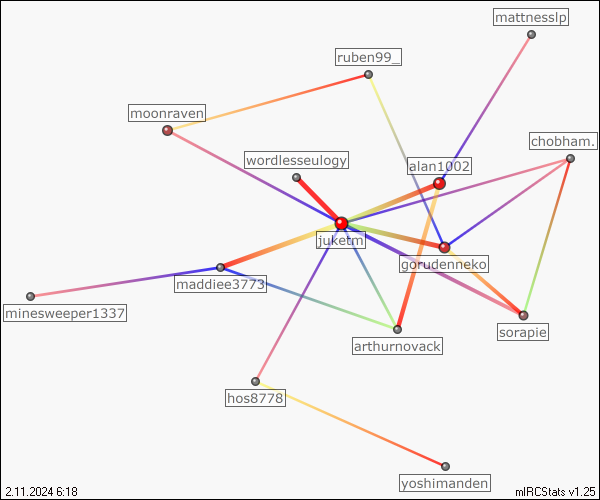 mattnesslp
ruben99_
moonraven
chobham.
wordlesseulogy
alan1002
juketm
gorudenneko
maddiee3773
minesweeper1337
sorapie
arthurnovack
hos8778
yoshimanden
2.11.2024 6:18
mIRCStats v1.25